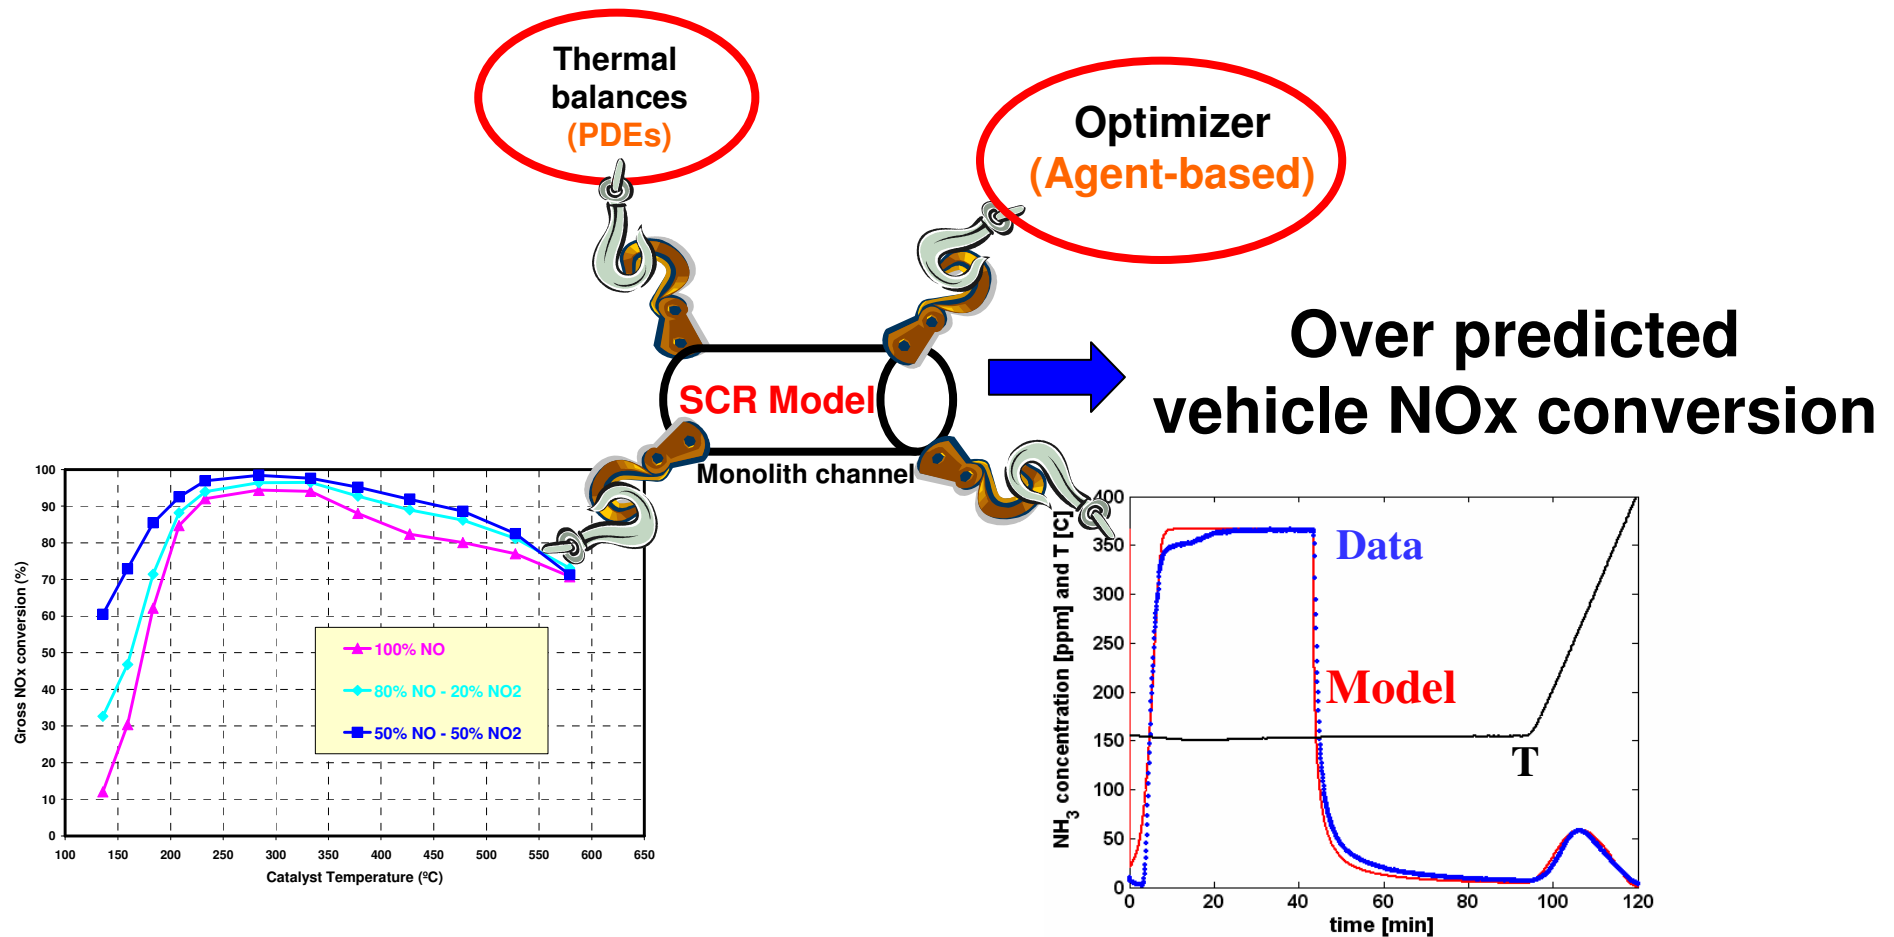 Thermal
balances
(PDEs)
Optimizer
(Agent-based)
Over predicted
vehicle NOx conversion
SCR Model
Monolith channel
Gross NOx conversion (%)
100
90
80
70
60
50
40
30
20
10
0
100% NO
80% NO - 20% NO2
50% NO - 50% NO2
100 150 200 250 300 350 400 450 500 550 600 650
Catalyst Temperature (ºC)
NH3 concentration [ppm] and T [C]
400
350
300
250
200
150
100
50
0
Data
Model
T
0 20 40 60 80 100 120
time [min]